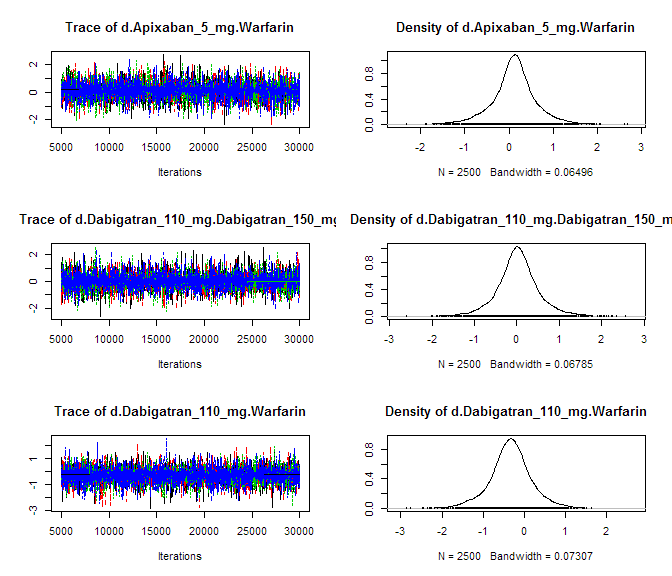 Trace of d.Apixaban_5_mg.Warfarin
2
0
-2
5000 10000 15000 20000 25000 30000
Iterations
Density of d.Apixaban_5_mg.Warfarin
0.8
0.4
0.0
-2 -1 0 1 2 3
N = 2500 Bandwidth = 0.06496
Trace of d.Dabigatran_110_mg.Dabigatran_150_mg
2
0
-2
5000 10000 15000 20000 25000 30000
Iterations
Density of d.Dabigatran_110_mg.Dabigatran_150_m
0.8
0.4
0.0
-3 -2 -1 0 1 2 3
N = 2500 Bandwidth = 0.06785
Trace of d.Dabigatran_110_mg.Warfarin
1
-1
-3
5000 10000 15000 20000 25000 30000
Iterations
Density of d.Dabigatran_110_mg.Warfarin
0.8
0.4
0.0
-3 -2 -1 0 1 2
N = 2500 Bandwidth = 0.07307